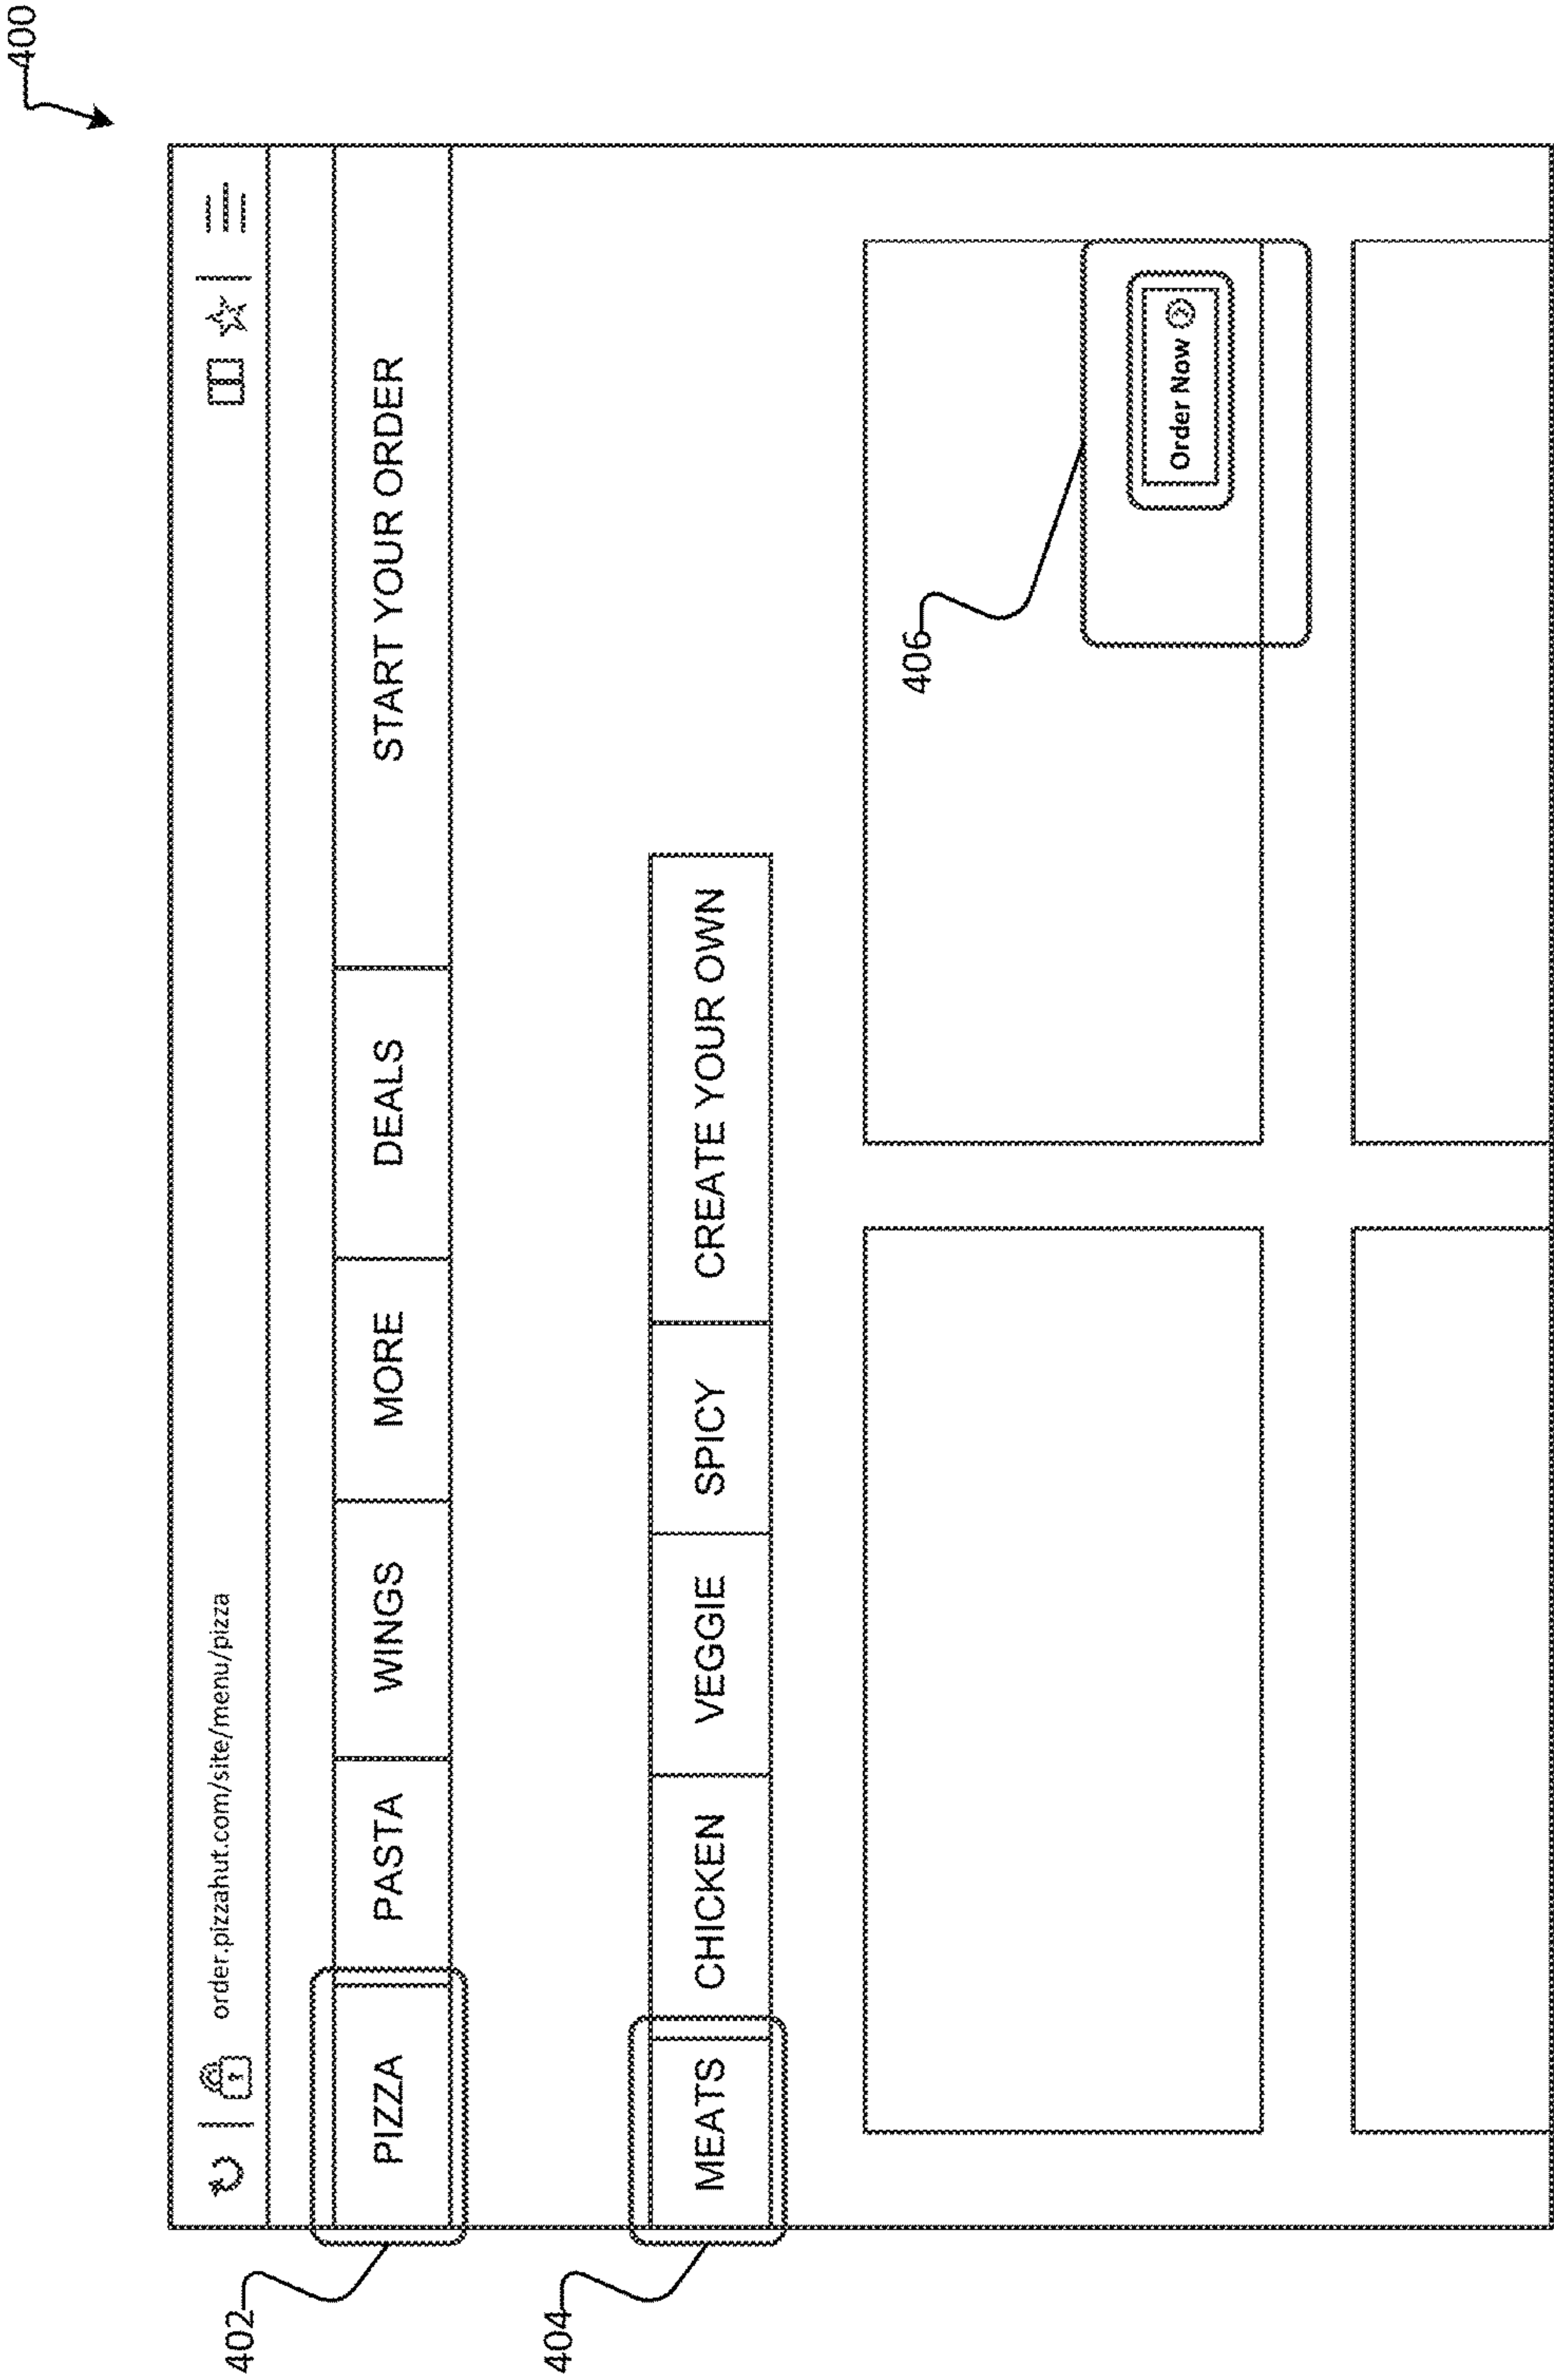 400
order.pizzahut.com/site/menu/pizza
402
PIZZA PASTA WINGS MORE DEALS START YOUR ORDER
404
MEATS CHICKEN VEGGIE SPICY CREATE YOUR OWN
406
Order Now